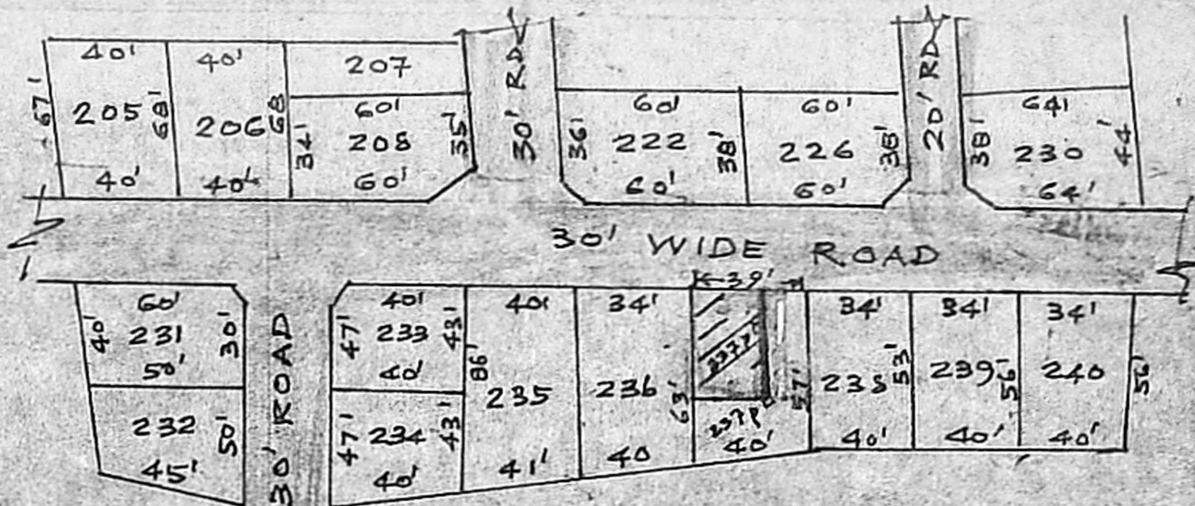 40' 40' 207 30' RD 20' RD
67' 205 68' 206 68 34' 60' 208 35' 36' 60' 222 38' 60' 226 38' 38' 64' 230 44'
40' 40' 60' 60' 60' 64'
30' WIDE ROAD
39'
60' 40' 40' 34' 34' 34' 34'
40' 231 30' 47' 233 43' 86' 237P
50' 40' 235 236 63' 57' 238 53' 239 56' 240 56'
232 50' 30' ROAD 47' 234 43' 237P
45' 40' 41' 40 40' 40' 40' 40'